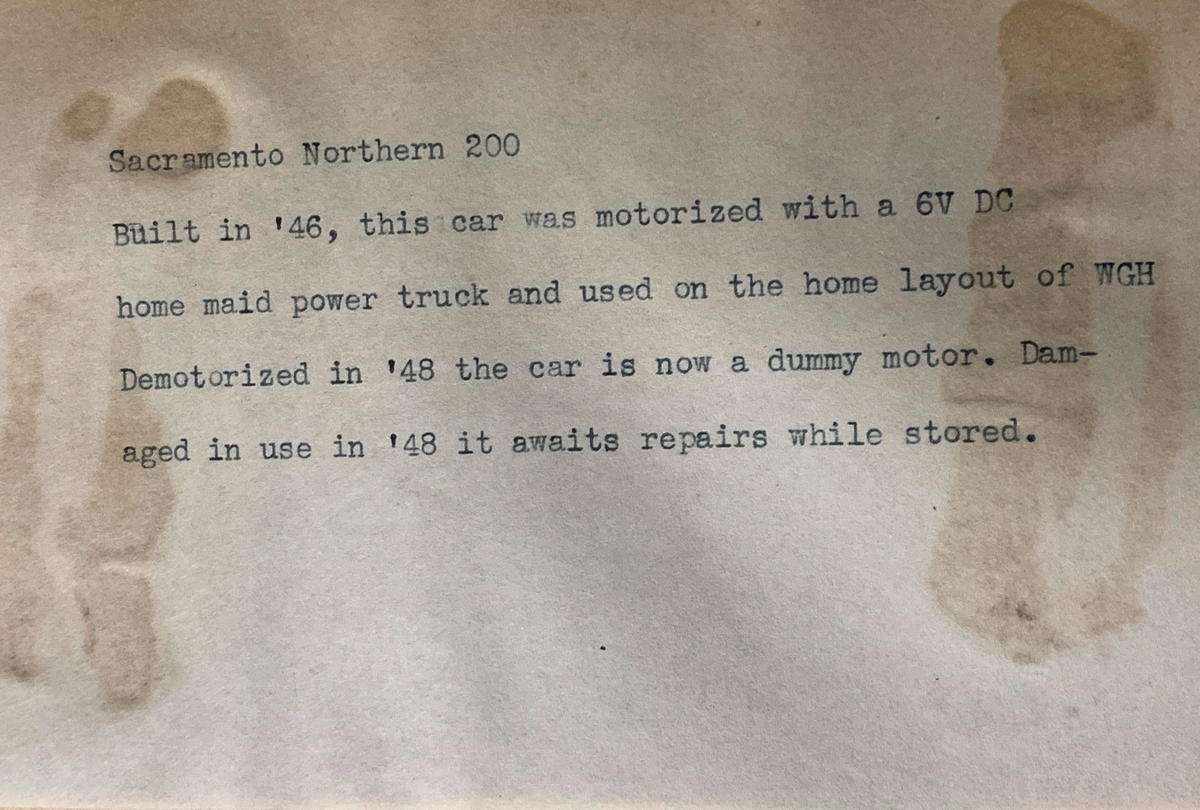 Sacramento Northern 200
Built in '46, this car was motorized with a 6V DC
home maid power truck and used on the home layout of WGH
Demotorized in '48 the car is now a dummy motor. Dam-
aged in use in '48 it awaits repairs while stored.